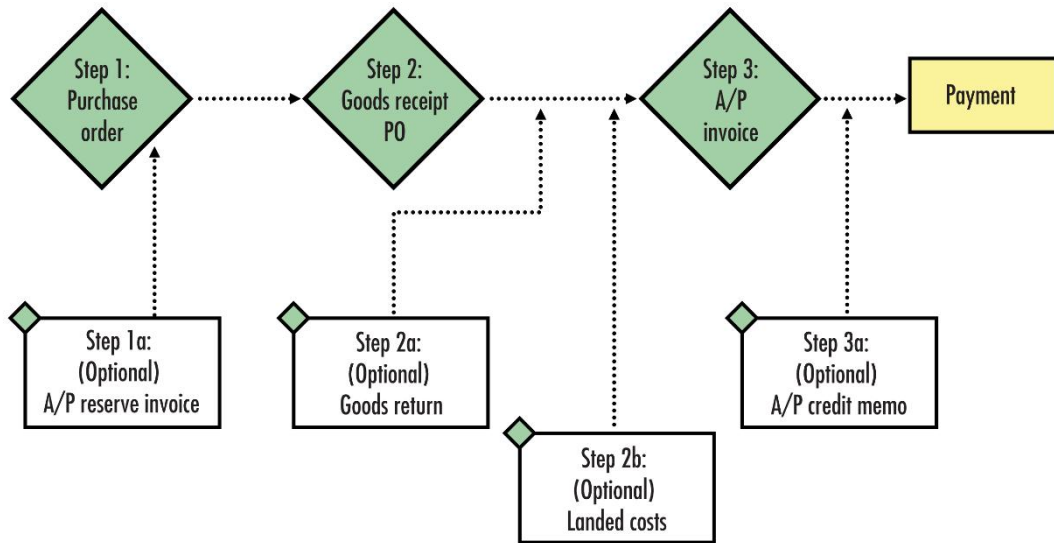 Step 1:
Purchase
order
Step 2:
Goods receipt
PO
Step 3:
A/P
invoice
Payment
Step 1a:
(Optional)
A/P reserve invoice
Step 2a:
(Optional)
Goods return
Step 3a:
(Optional)
A/P credit memo
Step 2b:
(Optional)
Landed costs